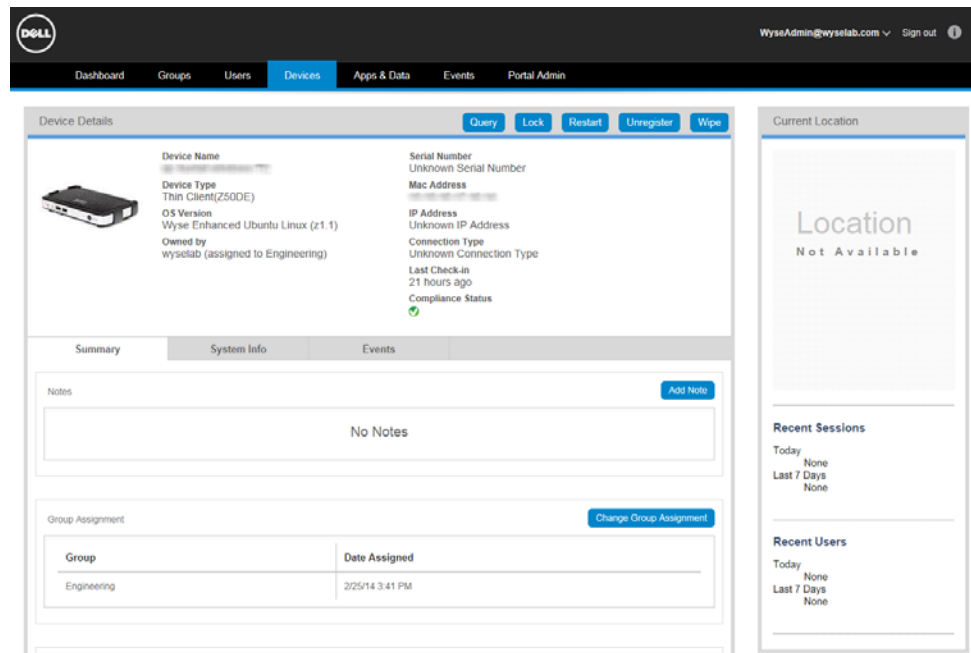 DELL
WyseAdmin@wyselab.com Sign out
Dashboard Groups Users Devices Apps & Data Events Portal Admin
Device Details
Query Lock Restart Unregister Wipe
Device Name
Device Type
Thin Client(Z50DE)
OS Version
Wyse Enhanced Ubuntu Linux (z1.1)
Owned by
wyselab (assigned to Engineering)
Serial Number
Unknown Serial Number
Mac Address
IP Address
Unknown IP Address
Connection Type
Unknown Connection Type
Last Check-in
21 hours ago
Compliance Status
Summary System Info Events
Notes
Add Note
No Notes
Group Assignment
Change Group Assignment
Group Date Assigned
Engineering 2/25/14 3:41 PM
Current Location
Location
Not Available
Recent Sessions
Today
None
Last 7 Days
None
Recent Users
Today
None
Last 7 Days
None